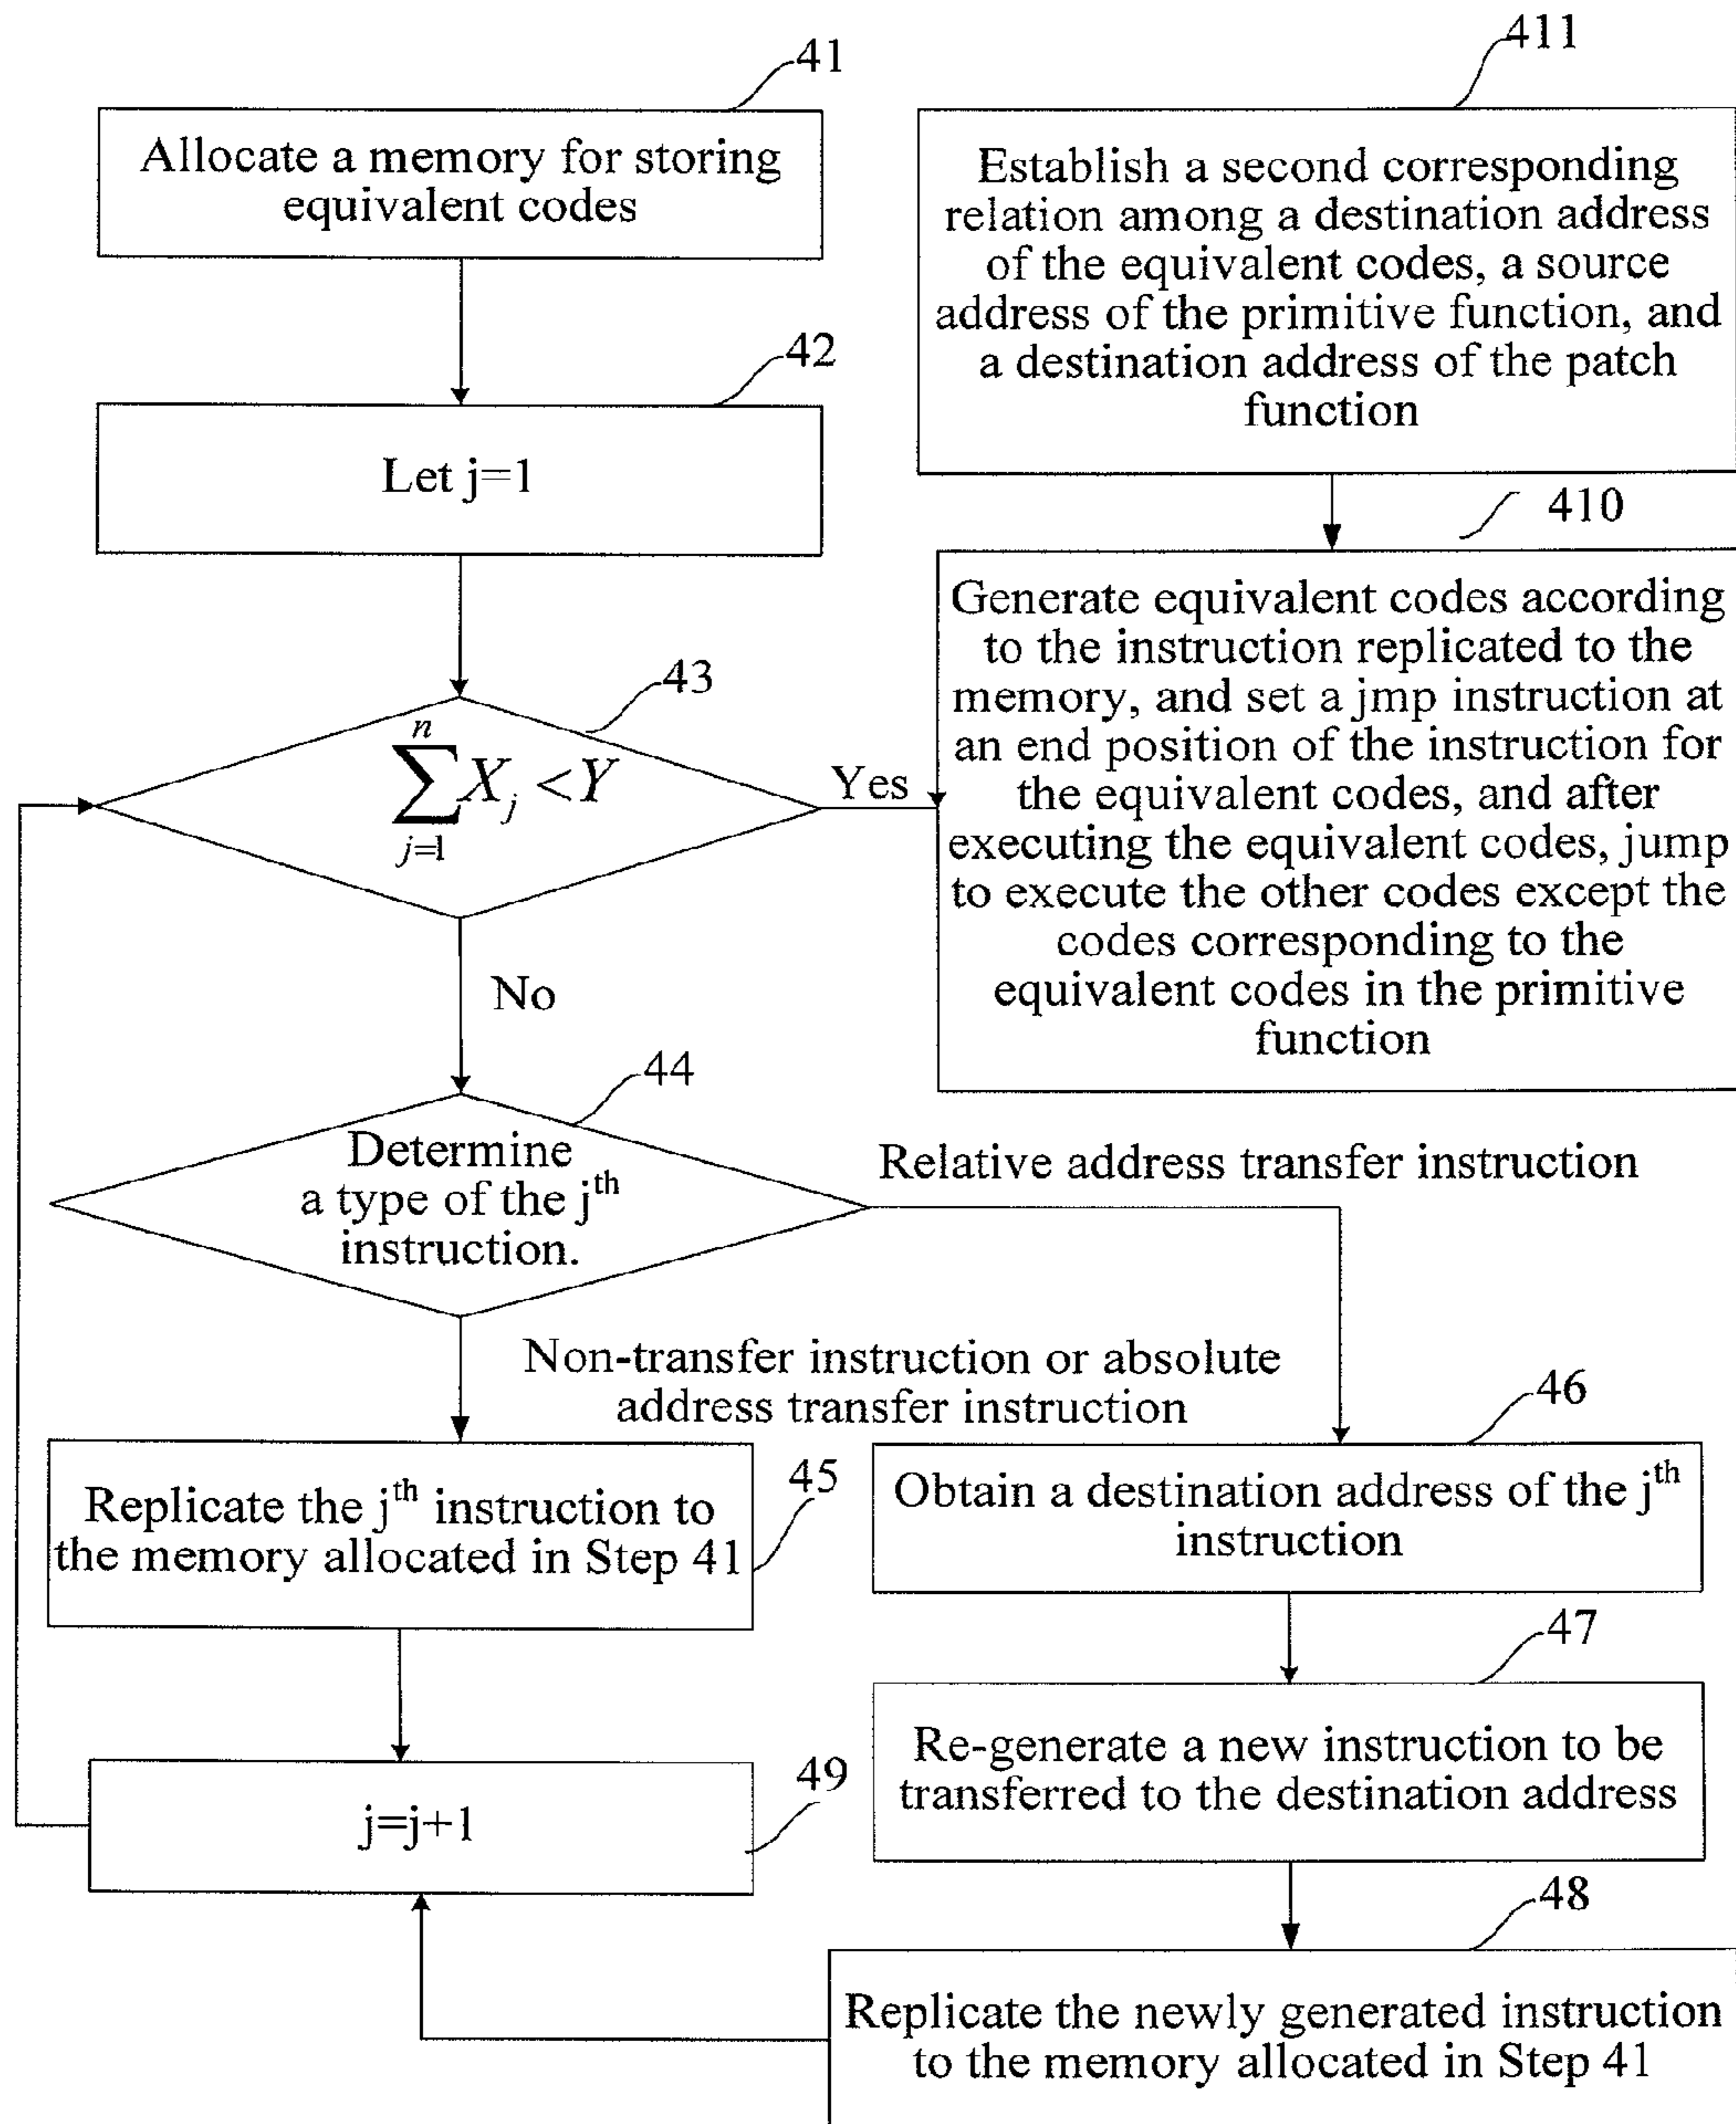 41
Allocate a memory for storing
equivalent codes
42
Let j=1
43
\sum_{j=1}^{n} X_j < Y
Yes
No
44
Determine
a type of the jth
instruction.
Relative address transfer instruction
Non-transfer instruction or absolute
address transfer instruction
45
Replicate the jth instruction to
the memory allocated in Step 41
49
j=j+1
46
Obtain a destination address of the jth
instruction
47
Re-generate a new instruction to be
transferred to the destination address
48
Replicate the newly generated instruction
to the memory allocated in Step 41
411
Establish a second corresponding
relation among a destination address
of the equivalent codes, a source
address of the primitive function, and
a destination address of the patch
function
410
Generate equivalent codes according
to the instruction replicated to the
memory, and set a jmp instruction at
an end position of the instruction for
the equivalent codes, and after
executing the equivalent codes, jump
to execute the other codes except the
codes corresponding to the
equivalent codes in the primitive
function